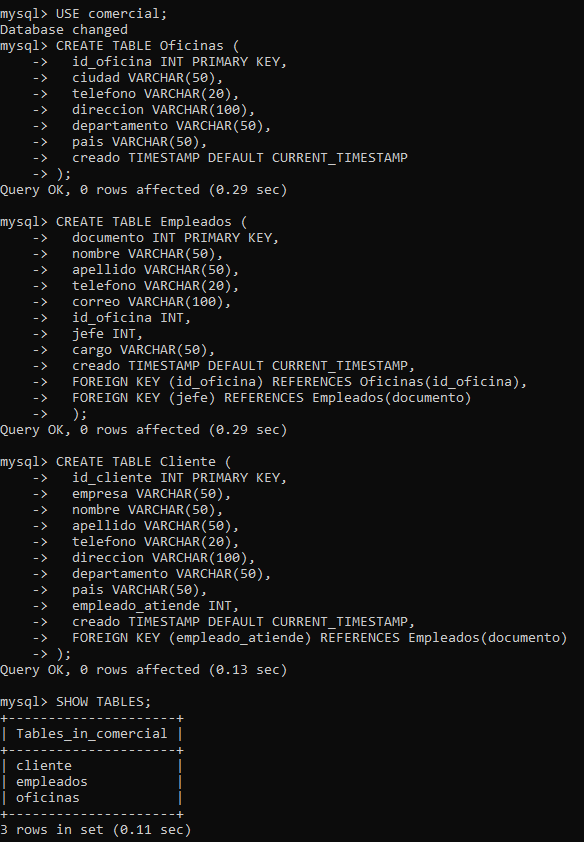 mysql> USE comercial;
Database changed
mysql> CREATE TABLE Oficinas (
    ->   id_oficina INT PRIMARY KEY,
    ->   ciudad VARCHAR(50),
    ->   telefono VARCHAR(20),
    ->   direccion VARCHAR(100),
    ->   departamento VARCHAR(50),
    ->   pais VARCHAR(50),
    ->   creado TIMESTAMP DEFAULT CURRENT_TIMESTAMP
    -> );
Query OK, 0 rows affected (0.29 sec)

mysql> CREATE TABLE Empleados (
    ->   documento INT PRIMARY KEY,
    ->   nombre VARCHAR(50),
    ->   apellido VARCHAR(50),
    ->   telefono VARCHAR(20),
    ->   correo VARCHAR(100),
    ->   id_oficina INT,
    ->   jefe INT,
    ->   cargo VARCHAR(50),
    ->   creado TIMESTAMP DEFAULT CURRENT_TIMESTAMP,
    ->   FOREIGN KEY (id_oficina) REFERENCES Oficinas(id_oficina),
    ->   FOREIGN KEY (jefe) REFERENCES Empleados(documento)
    ->   );
Query OK, 0 rows affected (0.29 sec)

mysql> CREATE TABLE Cliente (
    ->   id_cliente INT PRIMARY KEY,
    ->   empresa VARCHAR(50),
    ->   nombre VARCHAR(50),
    ->   apellido VARCHAR(50),
    ->   telefono VARCHAR(20),
    ->   direccion VARCHAR(100),
    ->   departamento VARCHAR(50),
    ->   pais VARCHAR(50),
    ->   empleado_atiende INT,
    ->   creado TIMESTAMP DEFAULT CURRENT_TIMESTAMP,
    ->   FOREIGN KEY (empleado_atiende) REFERENCES Empleados(documento)
    -> );
Query OK, 0 rows affected (0.13 sec)

mysql> SHOW TABLES;
+---------------------+
| Tables_in_comercial |
+---------------------+
| cliente             |
| empleados           |
| oficinas            |
+---------------------+
3 rows in set (0.11 sec)